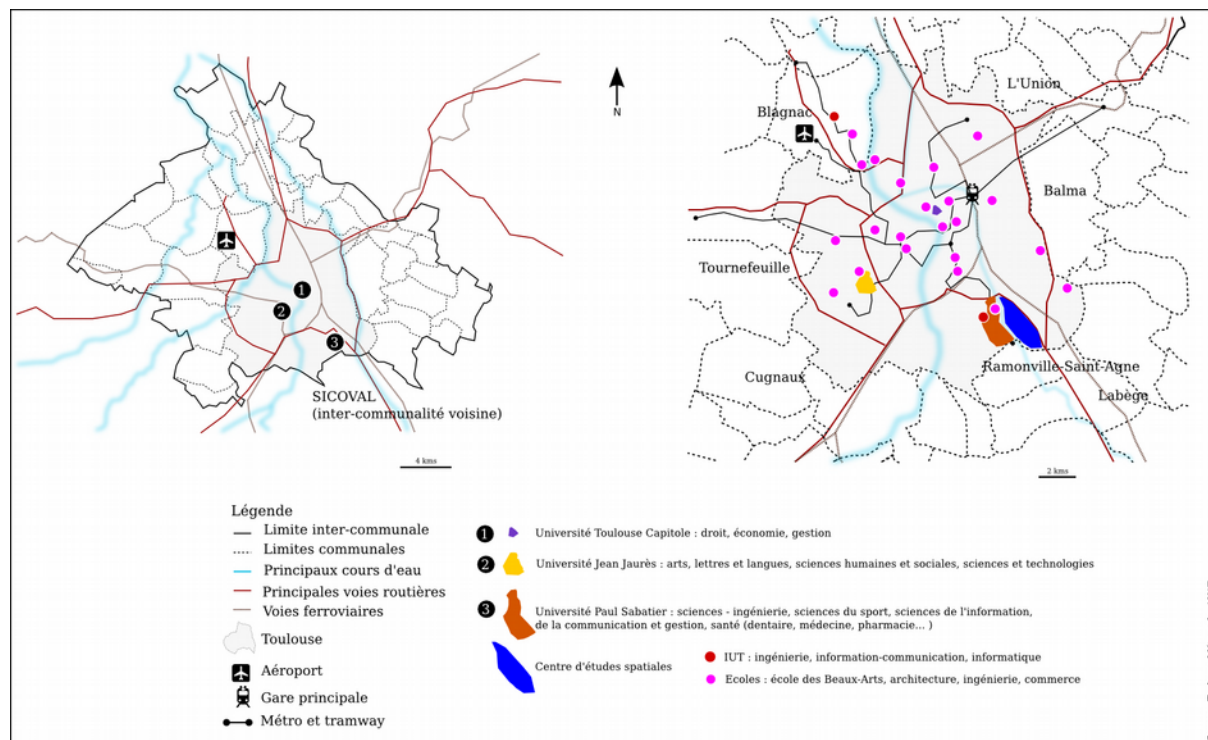 N
L'Union
Blagnac
Balma
Tournefeuille
Cugnaux
Ramonville-Saint-Agne
Labège
1
2
3
SICOVAL
(inter-communalité voisine)
4 kms
2 kms
Légende
Limite inter-communale
Limites communales
Principaux cours d'eau
Principales voies routières
Voies ferroviaires
Toulouse
Aéroport
Gare principale
Métro et tramway
1 Université Toulouse Capitole : droit, économie, gestion
2 Université Jean Jaurès : arts, lettres et langues, sciences humaines et sociales, sciences et technologies
3 Université Paul Sabatier : sciences - ingénierie, sciences du sport, sciences de l'information,
de la communication et gestion, santé (dentaire, médecine, pharmacie... )
Centre d'études spatiales
IUT : ingénierie, information-communication, informatique
Ecoles : école des Beaux-Arts, architecture, ingénierie, commerce